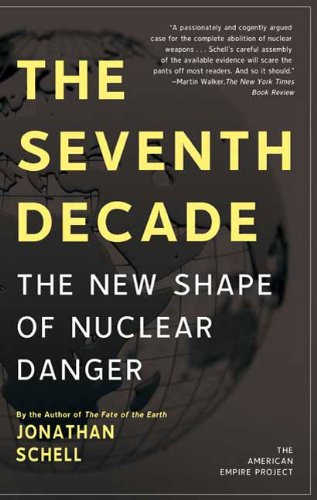 "A passionately and cogently argued
case for the complete abolition of nuclear
weapons . . . Schell's careful assembly
of the available evidence will scare the
pants off most readers. And so it should."
—Martin Walker, The New York Times
Book Review
THE
SEVENTH
DECADE
THE NEW SHAPE
OF NUCLEAR
DANGER
By the Author of The Fate of the Earth
JONATHAN
SCHELL
THE
AMERICAN
EMPIRE PROJECT